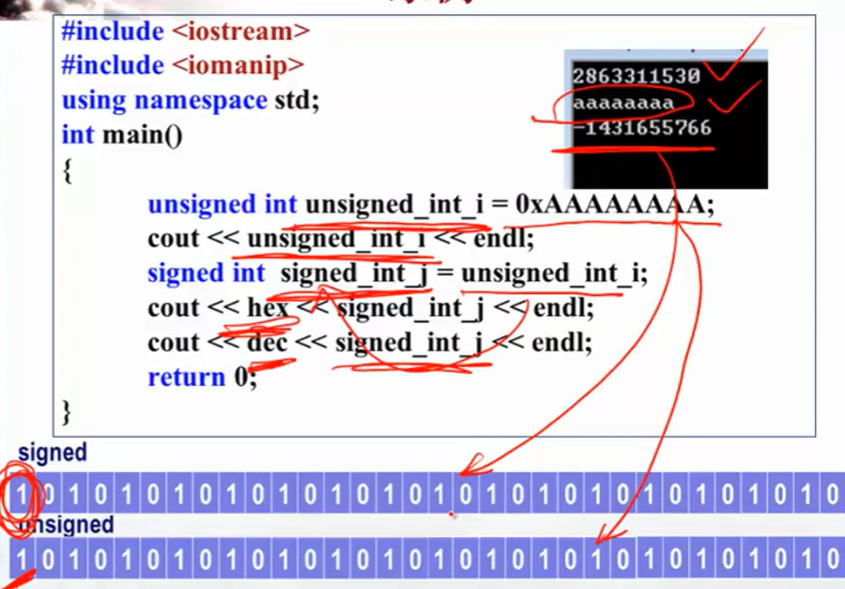 #include <iostream>
#include <iomanip>
using namespace std;
int main()
{
unsigned int unsigned_int_i = 0xAAAAAAAA;
cout << unsigned_int_i << endl;
signed int signed_int_j = unsigned_int_i;
cout << hex << signed_int_j << endl;
cout << dec << signed_int_j << endl;
return 0;
}
2863311530
aaaaaaaa
-1431655766
signed
1 0 1 0 1 0 1 0 1 0 1 0 1 0 1 0 1 0 1 0 1 0 1 0 1 0 1 0 1 0 1 0
unsigned
1 0 1 0 1 0 1 0 1 0 1 0 1 0 1 0 1 0 1 0 1 0 1 0 1 0 1 0 1 0 1 0